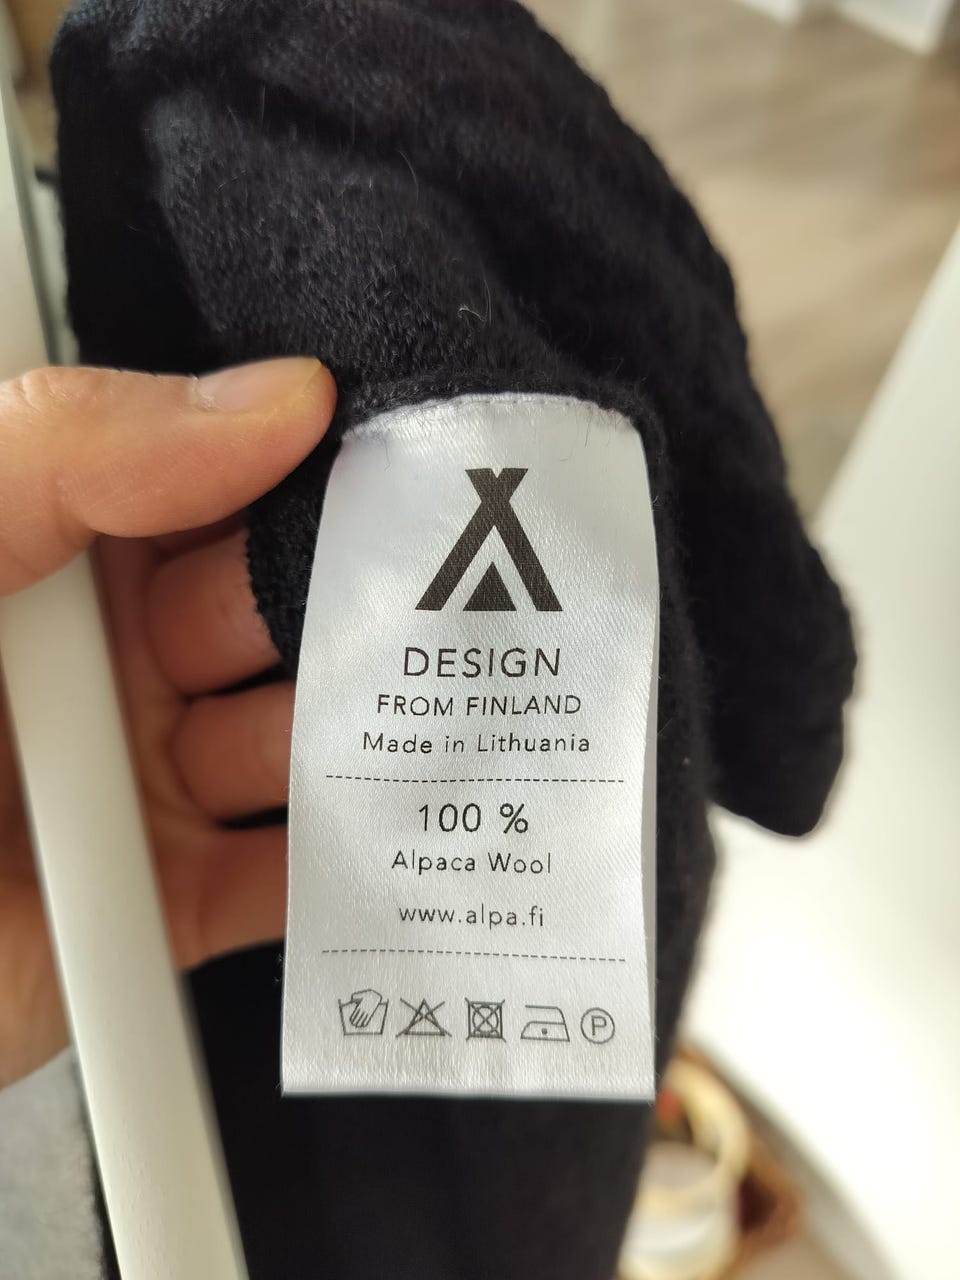 DESIGN
FROM FINLAND
Made in Lithuania
100 %
Alpaca Wool
www.alpa.fi
P